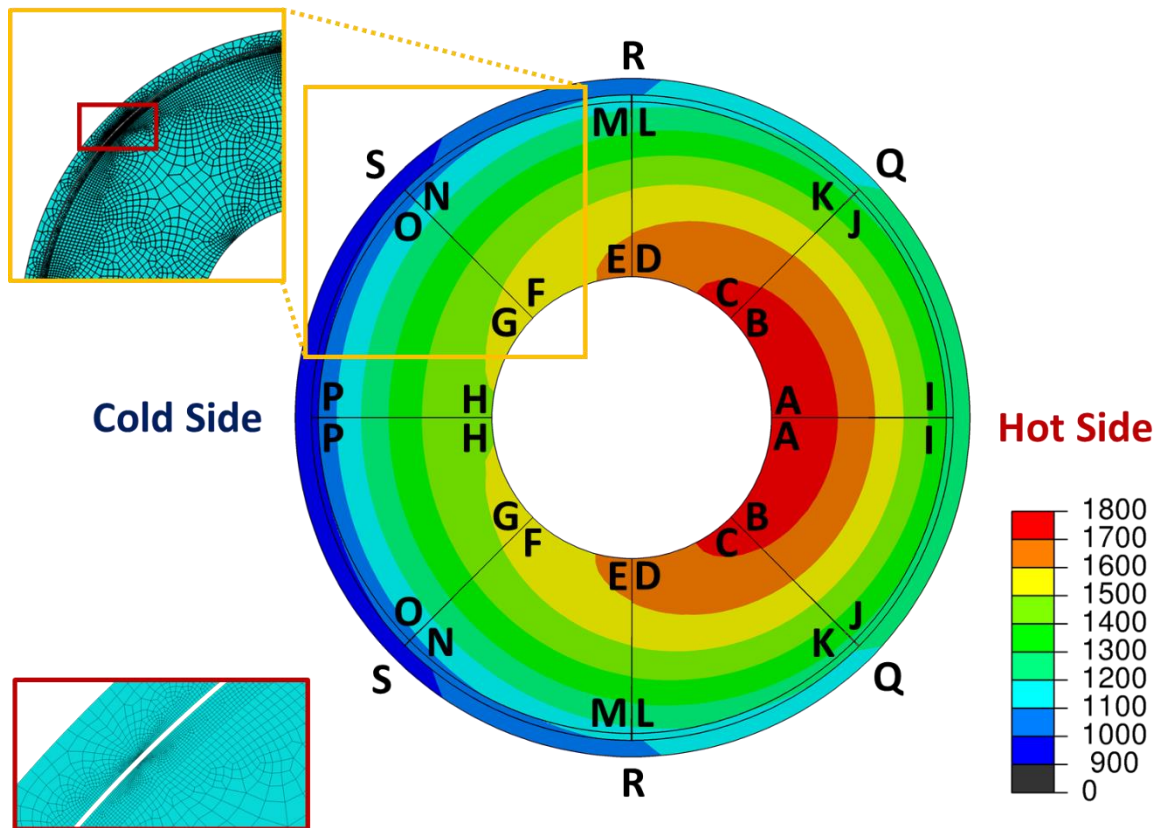 R
S
M L
Q
N
K
O
J
E D
F
C
G
B
Cold Side
P
H
A
I
Hot Side
P
H
A
I
G
B
F
C
E D
O
J
N
K
S
M L
Q
R
1800
1700
1600
1500
1400
1300
1200
1100
1000
900
0